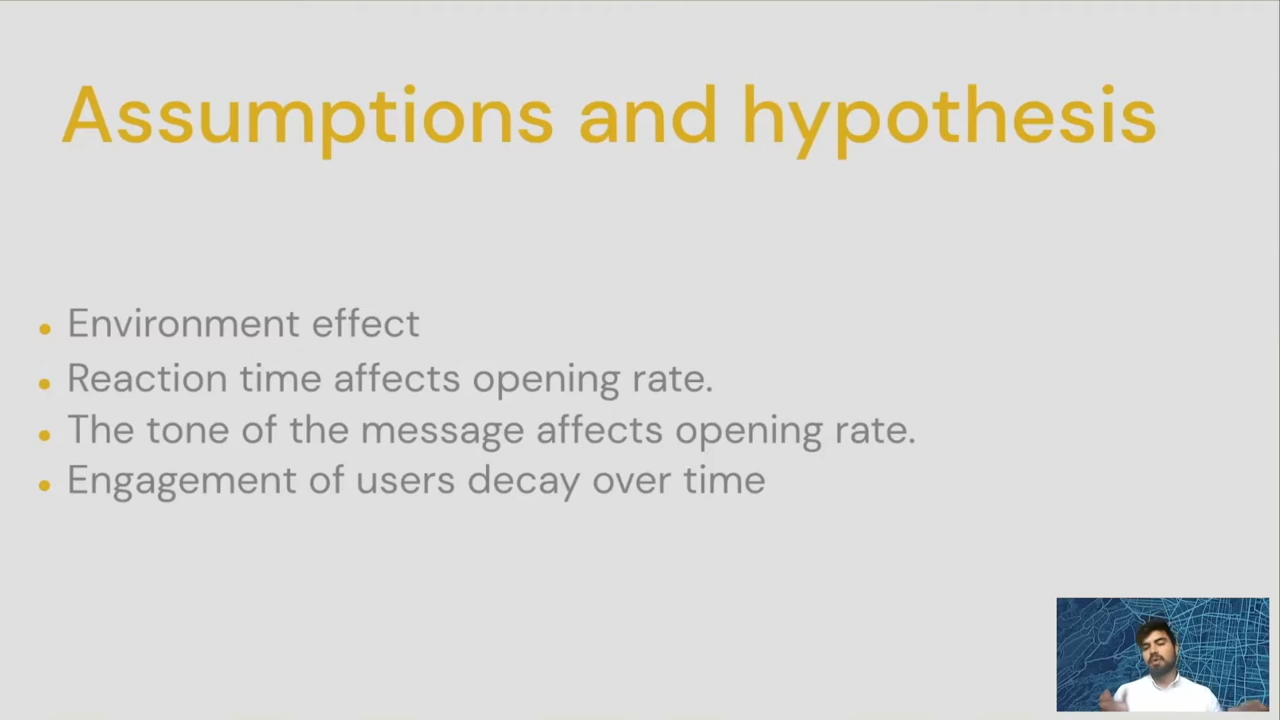 Assumptions and hypothesis
Environment effect
Reaction time affects opening rate.
The tone of the message affects opening rate.
Engagement of users decay over time